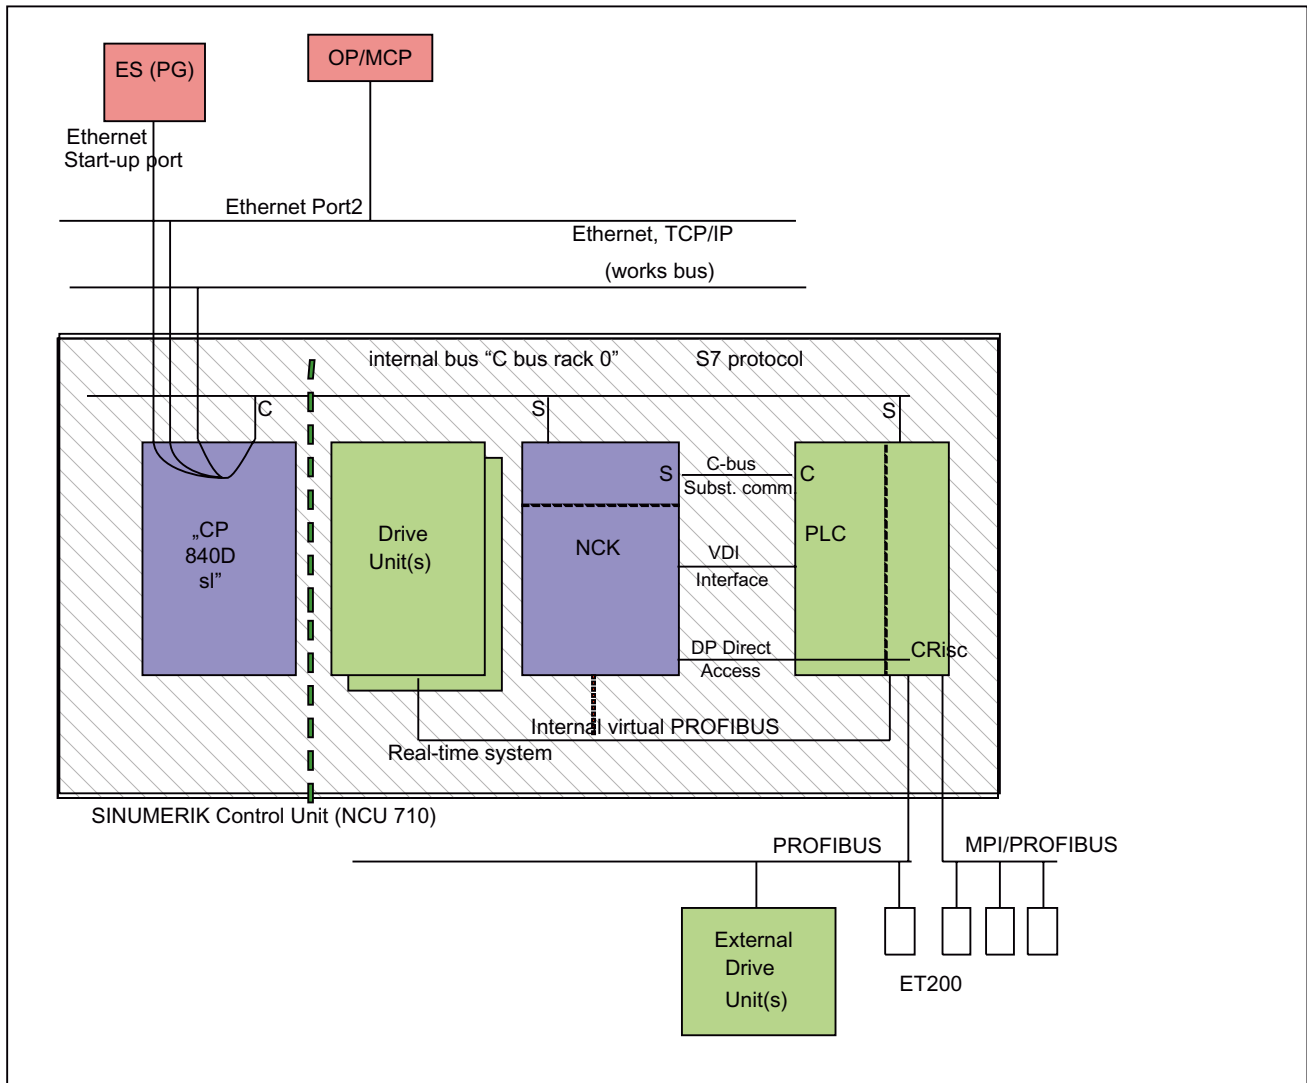 ES (PG)
OP/MCP
Ethernet
Start-up port
Ethernet Port2
Ethernet, TCP/IP
(works bus)
internal bus “C bus rack 0”
S7 protocol
C
S
S
S
C-bus
C
Subst. comm.
„CP
840D
sl”
Drive
Unit(s)
NCK
PLC
VDI
Interface
DP Direct
Access
CRisc
Internal virtual PROFIBUS
Real-time system
SINUMERIK Control Unit (NCU 710)
PROFIBUS
MPI/PROFIBUS
External
Drive
Unit(s)
ET200